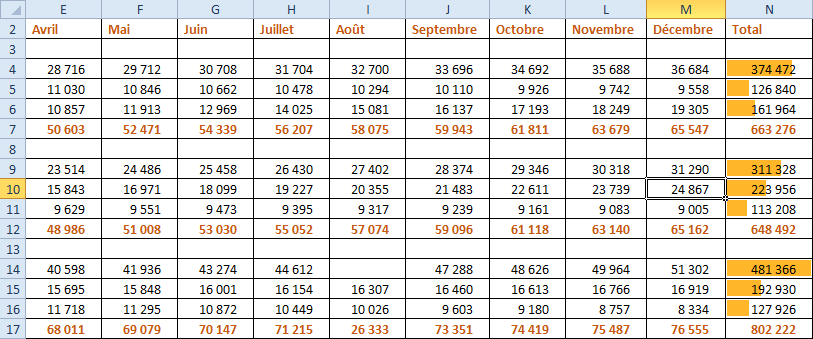 E F G H I J K L M N
2 Avril Mai Juin Juillet Août Septembre Octobre Novembre Décembre Total
3
4 28 716 29 712 30 708 31 704 32 700 33 696 34 692 35 688 36 684 374 472
5 11 030 10 846 10 662 10 478 10 294 10 110 9 926 9 742 9 558 126 840
6 10 857 11 913 12 969 14 025 15 081 16 137 17 193 18 249 19 305 161 964
7 50 603 52 471 54 339 56 207 58 075 59 943 61 811 63 679 65 547 663 276
8
9 23 514 24 486 25 458 26 430 27 402 28 374 29 346 30 318 31 290 311 328
10 15 843 16 971 18 099 19 227 20 355 21 483 22 611 23 739 24 867 223 956
11 9 629 9 551 9 473 9 395 9 317 9 239 9 161 9 083 9 005 113 208
12 48 986 51 008 53 030 55 052 57 074 59 096 61 118 63 140 65 162 648 492
13
14 40 598 41 936 43 274 44 612 47 288 48 626 49 964 51 302 481 366
15 15 695 15 848 16 001 16 154 16 307 16 460 16 613 16 766 16 919 192 930
16 11 718 11 295 10 872 10 449 10 026 9 603 9 180 8 757 8 334 127 926
17 68 011 69 079 70 147 71 215 26 333 73 351 74 419 75 487 76 555 802 222